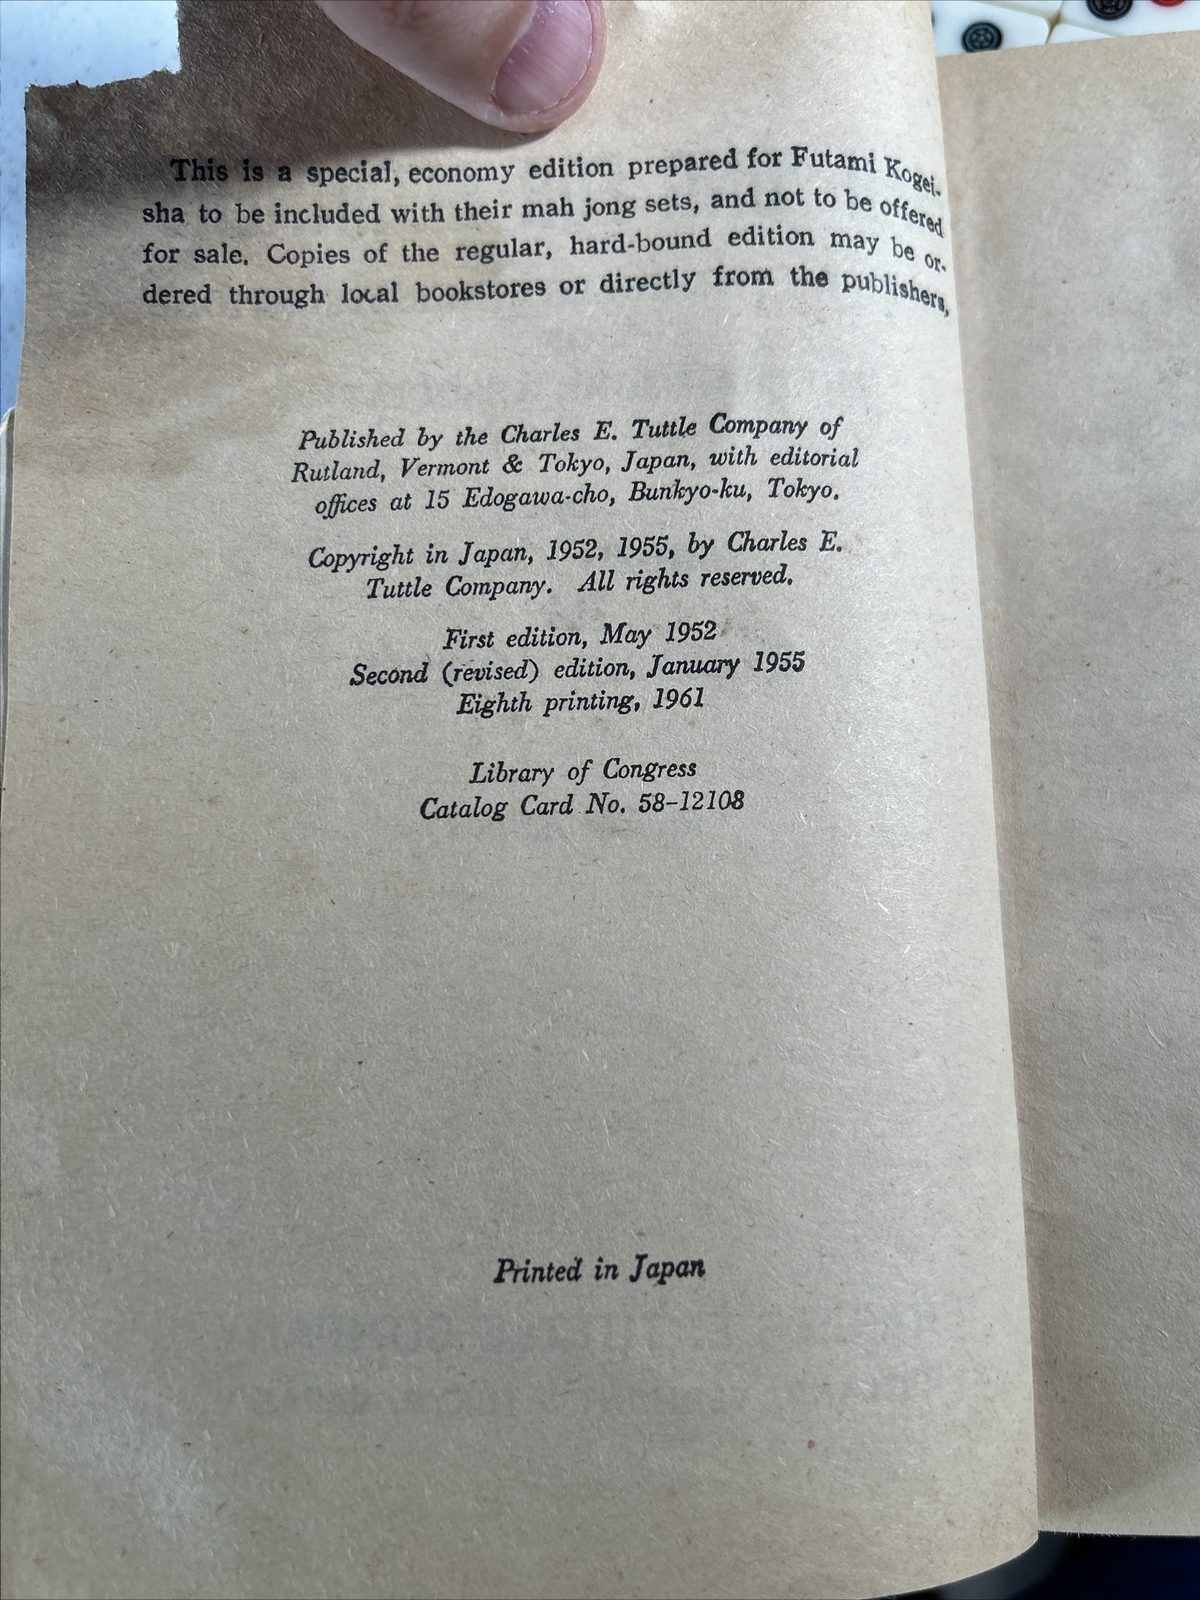 This is a special, economy edition prepared for Futami Kogei-
sha to be included with their mah jong sets, and not to be offered
for sale. Copies of the regular, hard-bound edition may be or-
dered through local bookstores or directly from the publishers,
Published by the Charles E. Tuttle Company of
Rutland, Vermont & Tokyo, Japan, with editorial
offices at 15 Edogawa-cho, Bunkyo-ku, Tokyo.
Copyright in Japan, 1952, 1955, by Charles E.
Tuttle Company. All rights reserved.
First edition, May 1952
Second (revised) edition, January 1955
Eighth printing, 1961
Library of Congress
Catalog Card No. 58-12108
Printed in Japan